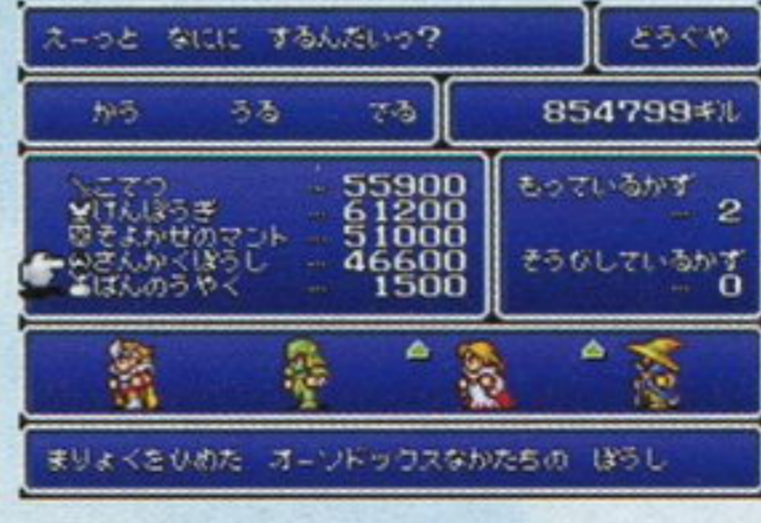 えーっと なにに するんだいっ?
どうぐや
かう うる でる
854799ギル
こてつ … 55900
けんぽうぎ … 61200
そよかぜのマント … 51000
さんかくぼうし … 46600
ばんのうやく … 1500
もっているかず
… 2
そうびしているかず
… 0
まりょくをひめた オーソドックスなかたちの ぼうし